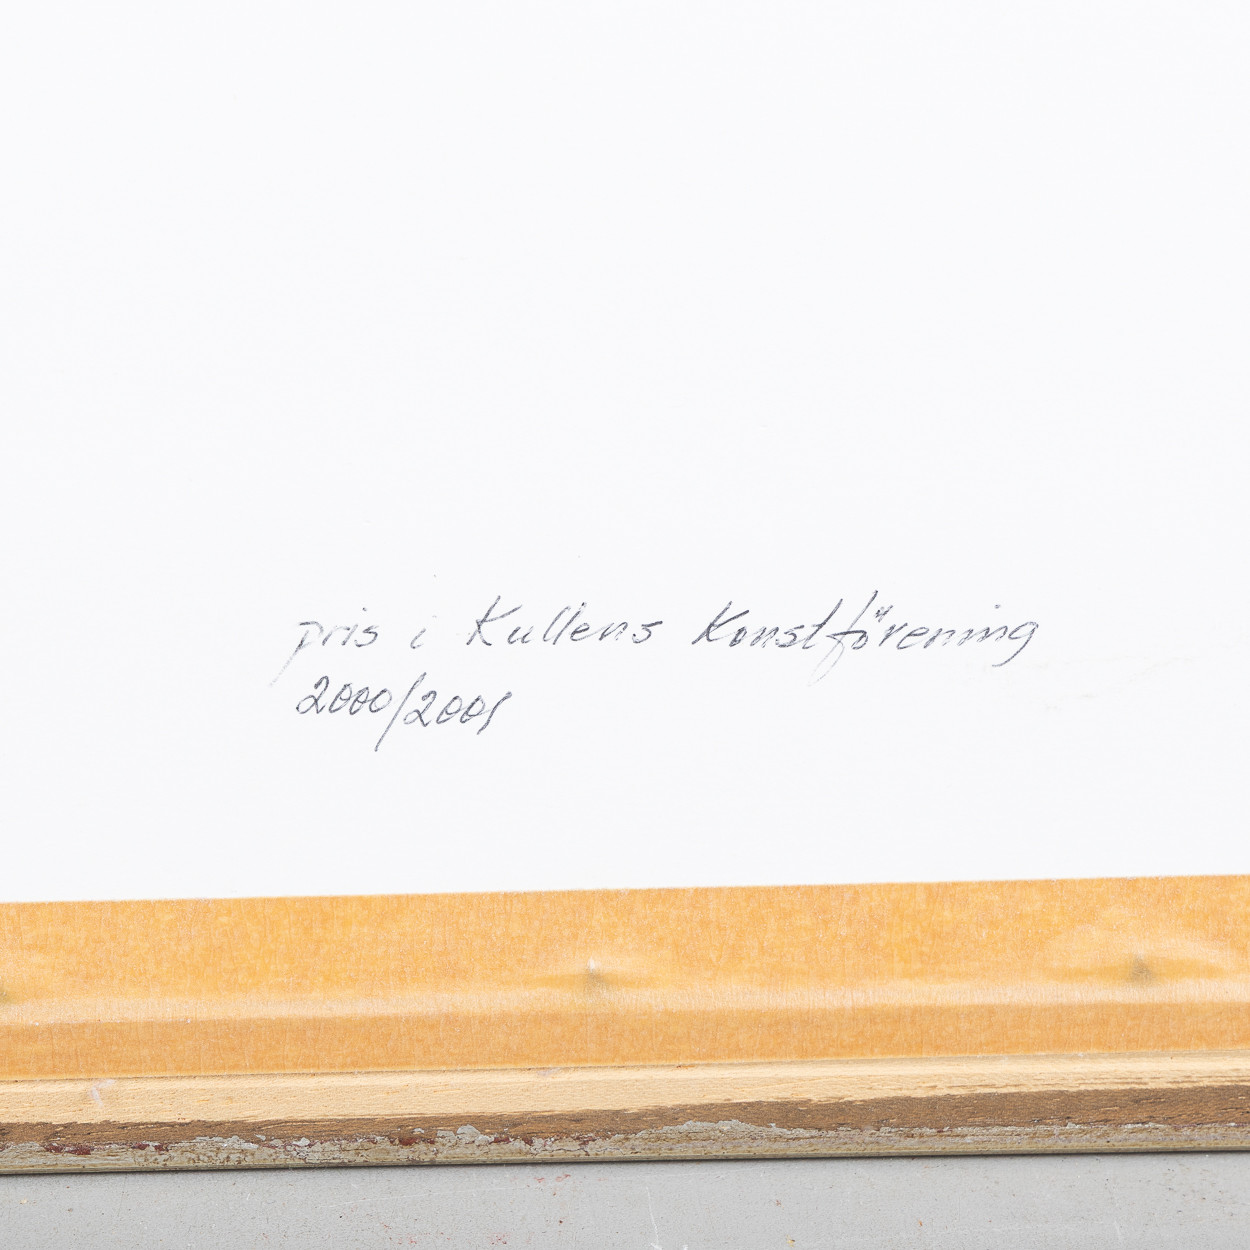 pris i Kullens Konstförening
2000/2001